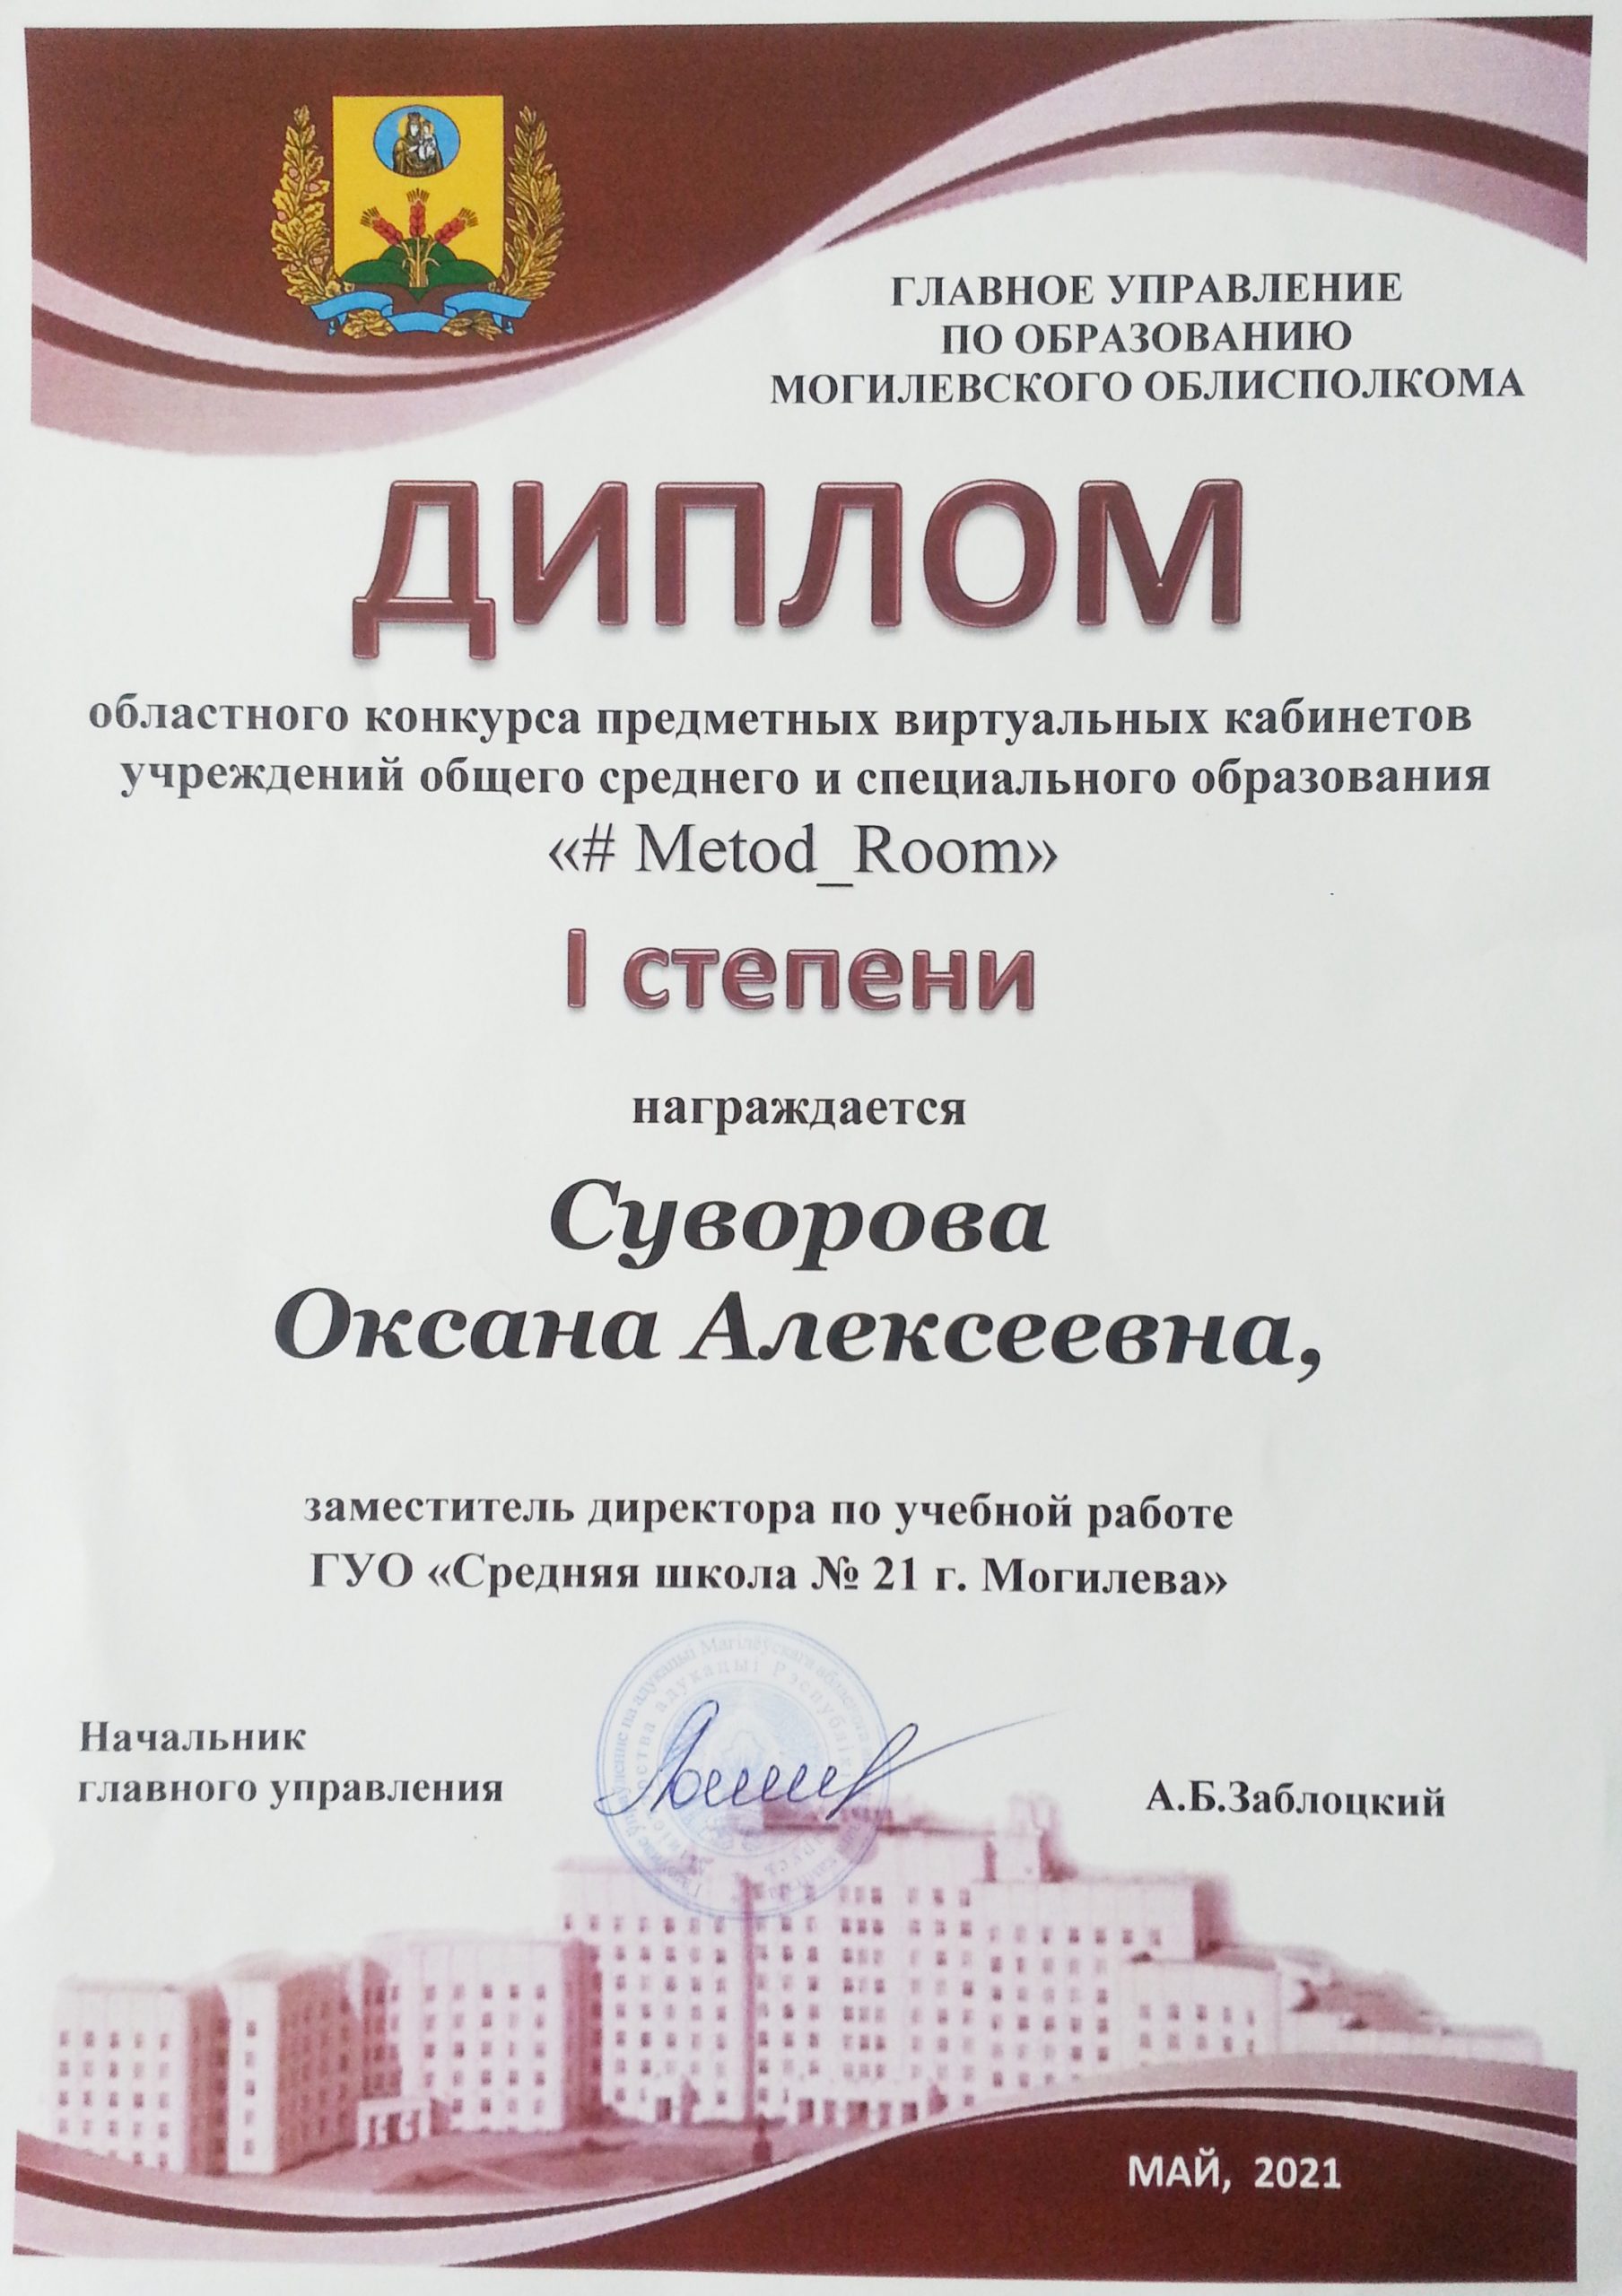 ГЛАВНОЕ УПРАВЛЕНИЕ
ПО ОБРАЗОВАНИЮ
МОГИЛЕВСКОГО ОБЛИСПОЛКОМА
ДИПЛОМ
областного конкурса предметных виртуальных кабинетов
учреждений общего среднего и специального образования
«# Metod_Room»
I степени
награждается
Суворова
Оксана Алексеевна,
заместитель директора по учебной работе
ГУО «Средняя школа № 21 г. Могилева»
Начальник
главного управления
А.Б.Заблоцкий
МАЙ, 2021